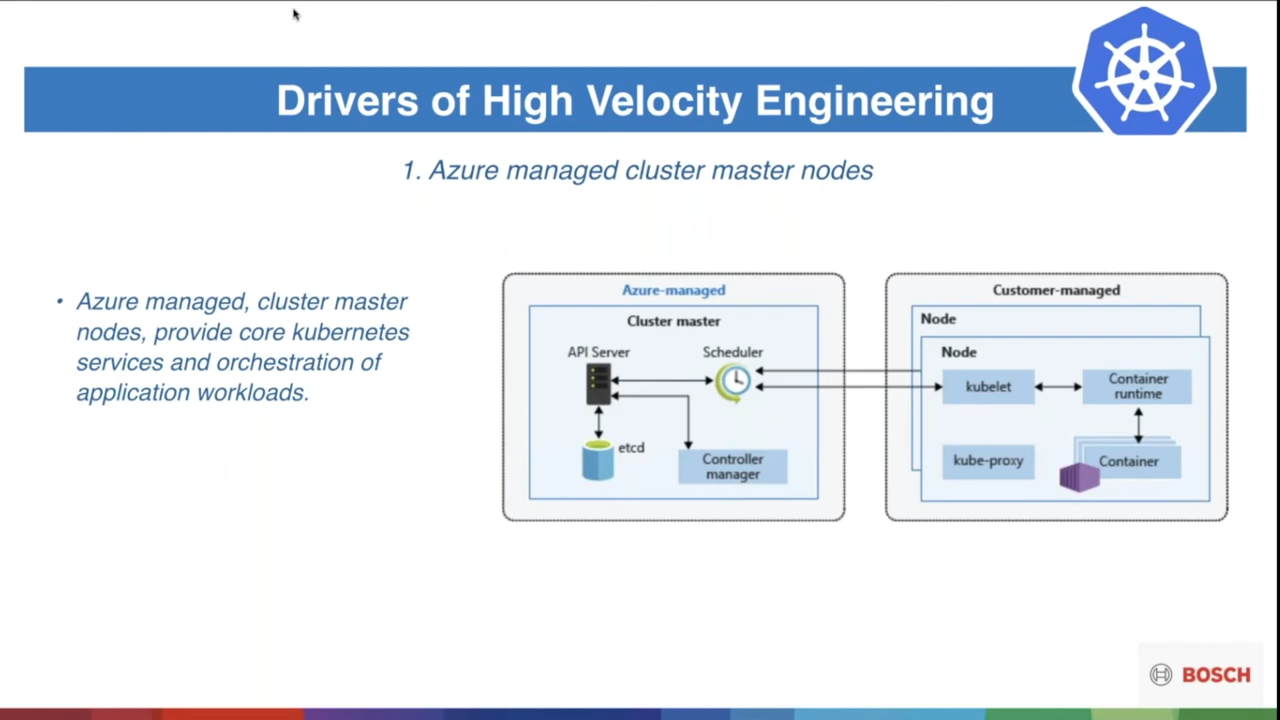 Drivers of High Velocity Engineering
1. Azure managed cluster master nodes
• Azure managed, cluster master
nodes, provide core kubernetes
services and orchestration of
application workloads.
Azure-managed
Cluster master
API Server
Scheduler
etcd
Controller
manager
Customer-managed
Node
Node
kubelet
Container
runtime
kube-proxy
Container
BOSCH